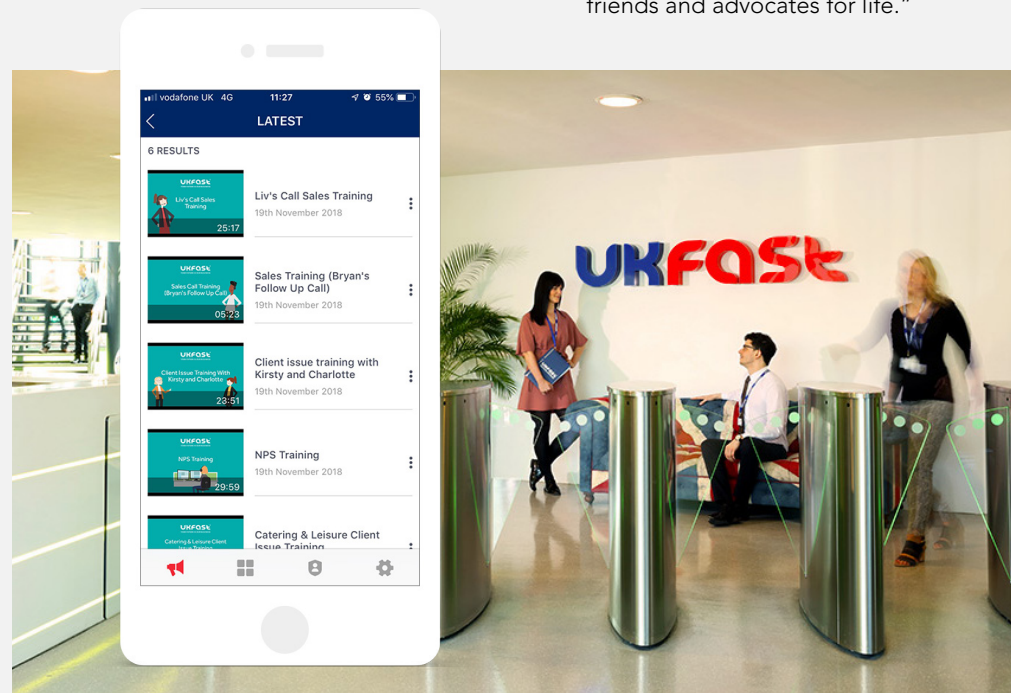 friends and advocates for life."
vodafone UK 4G 11:27 55%
LATEST
6 RESULTS
UKFAST
Liv's Call Sales
Training
25:17
Liv's Call Sales Training
19th November 2018
UKFAST
Sales Call Training
(Bryan's Follow Up Call)
05:23
Sales Training (Bryan's
Follow Up Call)
19th November 2018
UKFAST
Client Issue Training With
Kirsty and Charlotte
23:51
Client issue training with
Kirsty and Charlotte
19th November 2018
UKFAST
NPS Training
29:59
NPS Training
19th November 2018
UKFAST
Catering & Leisure Client
Issue Training
Catering & Leisure Client
Issue Training
UKFAST